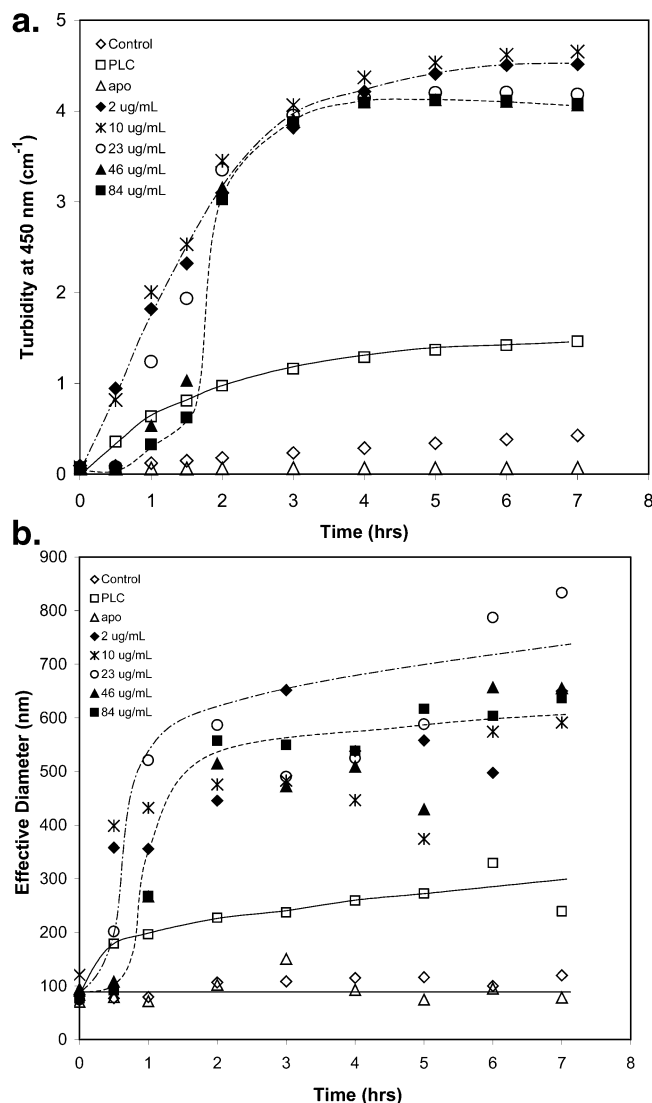 a.
5
4
3
2
1
0
Turbidity at 450 nm (cm-1)
Control
PLC
apo
2 ug/mL
10 ug/mL
23 ug/mL
46 ug/mL
84 ug/mL
0 1 2 3 4 5 6 7 8
Time (hrs)
b.
900
800
700
600
500
400
300
200
100
0
Effective Diameter (nm)
Control
PLC
apo
2 ug/mL
10 ug/mL
23 ug/mL
46 ug/mL
84 ug/mL
0 1 2 3 4 5 6 7 8
Time (hrs)